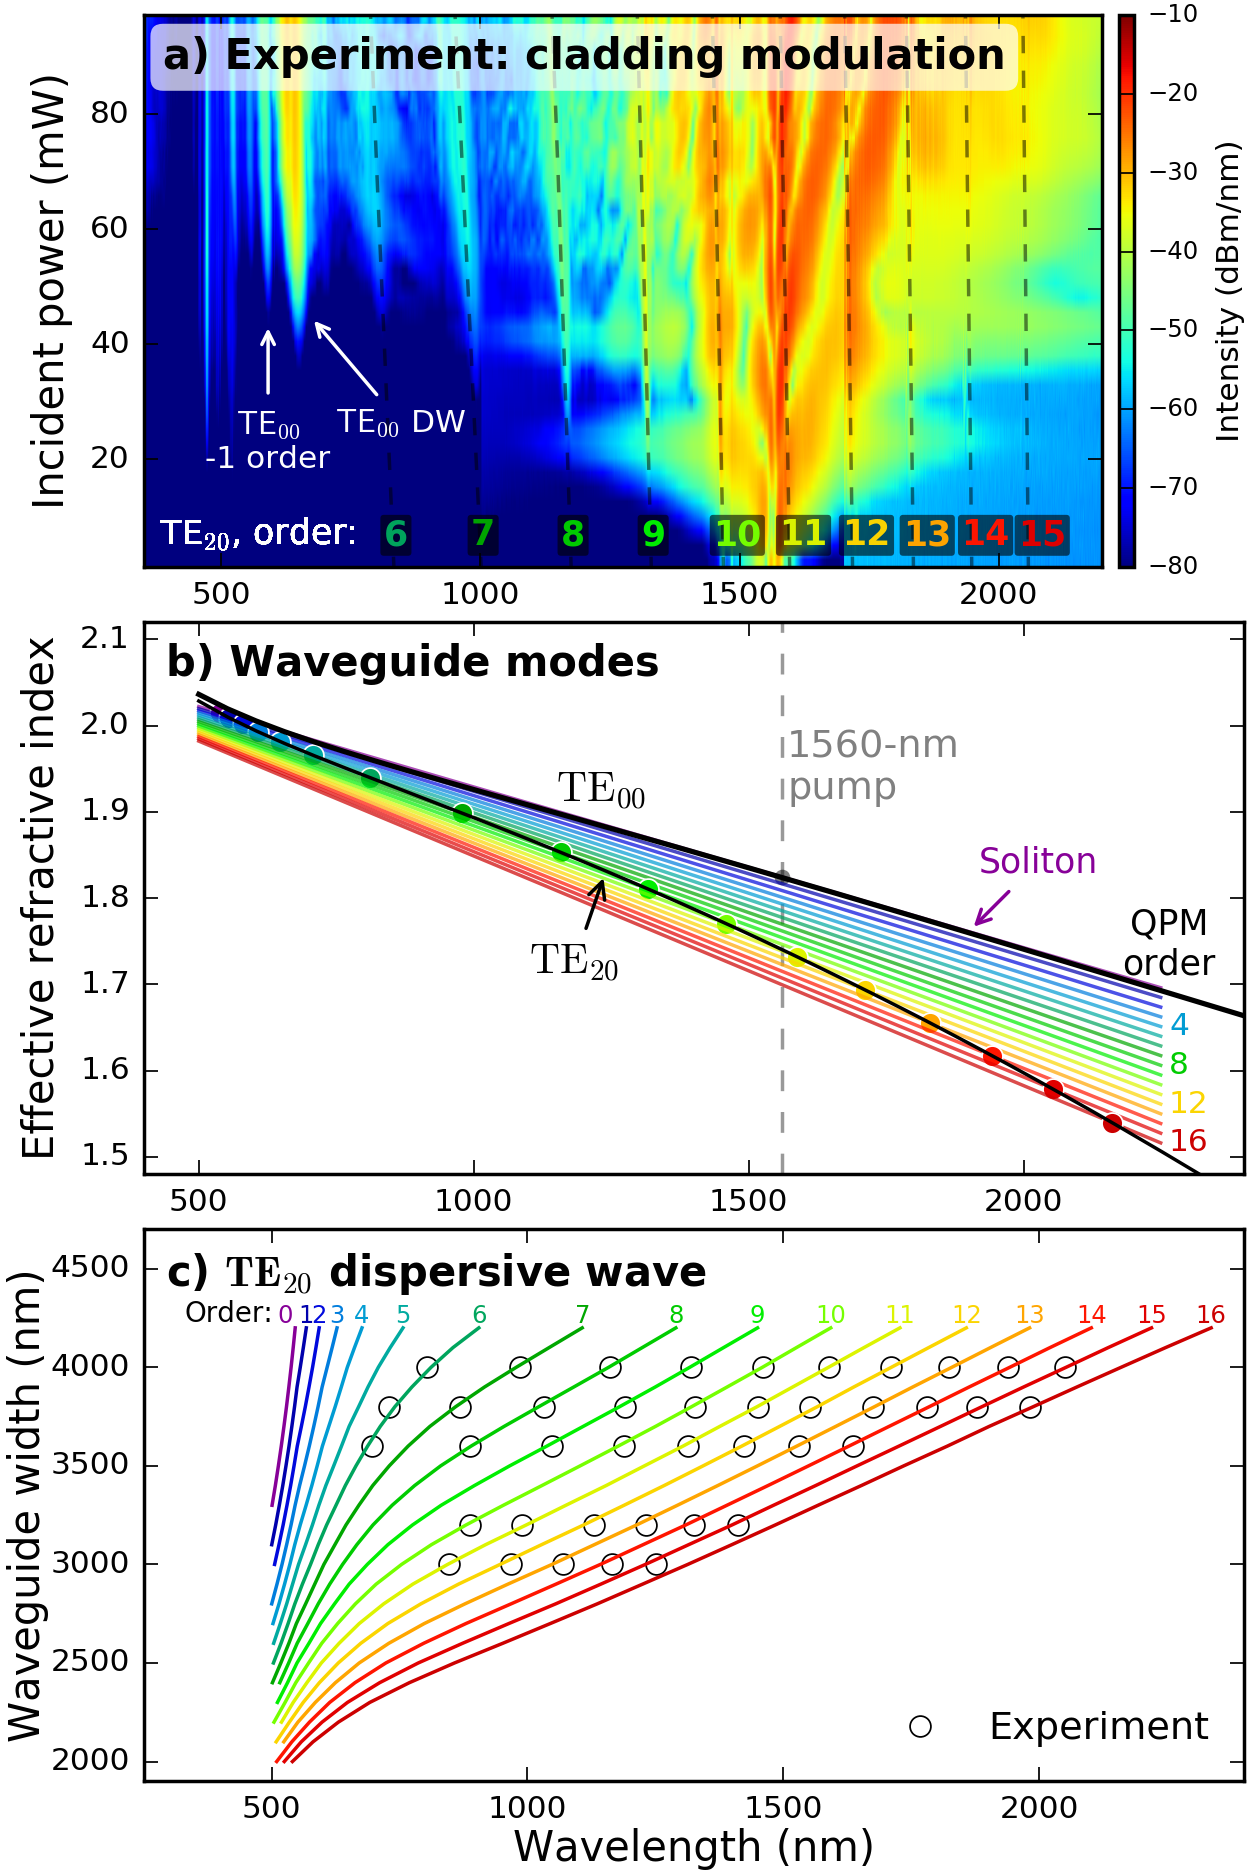 a) Experiment: cladding modulation
Incident power (mW)
80
60
40
20
TE₀₀
-1 order
TE₀₀ DW
TE₂₀, order: 6 7 8 9 10 11 12 13 14 15
500 1000 1500 2000
−10
−20
−30
−40
−50
−60
−70
−80
Intensity (dBm/nm)
b) Waveguide modes
Effective refractive index
2.1
2.0
1.9
1.8
1.7
1.6
1.5
1560-nm
pump
TE₀₀
Soliton
TE₂₀
QPM
order
4
8
12
16
500 1000 1500 2000
c) TE₂₀ dispersive wave
Order: 0 1 2 3 4 5 6 7 8 9 10 11 12 13 14 15 16
Waveguide width (nm)
4500
4000
3500
3000
2500
2000
Experiment
500 1000 1500 2000
Wavelength (nm)